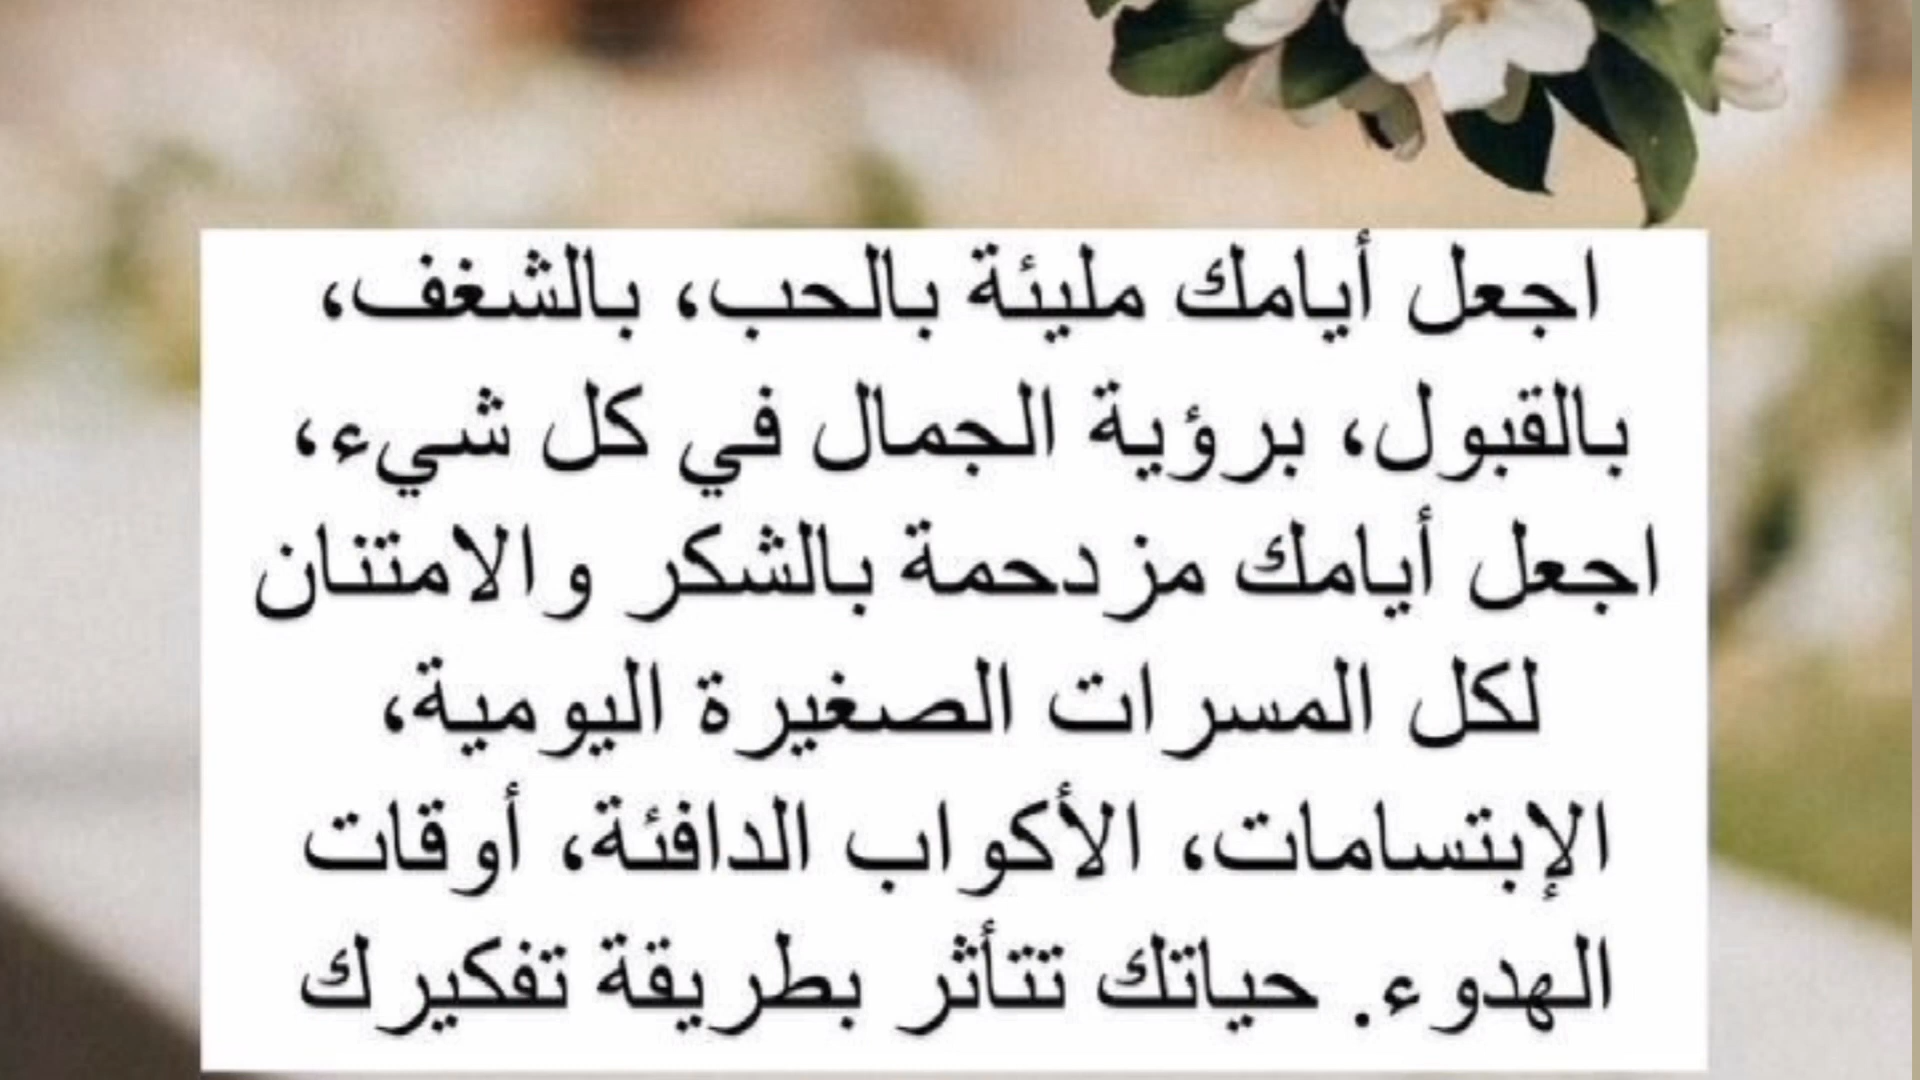 اجعل أيامك مليئة بالحب، بالشغف،
بالقبول، برؤية الجمال في كل شيء،
اجعل أيامك مزدحمة بالشكر والامتنان
لكل المسرات الصغيرة اليومية،
الإبتسامات، الأكواب الدافئة، أوقات
الهدوء. حياتك تتأثر بطريقة تفكيرك